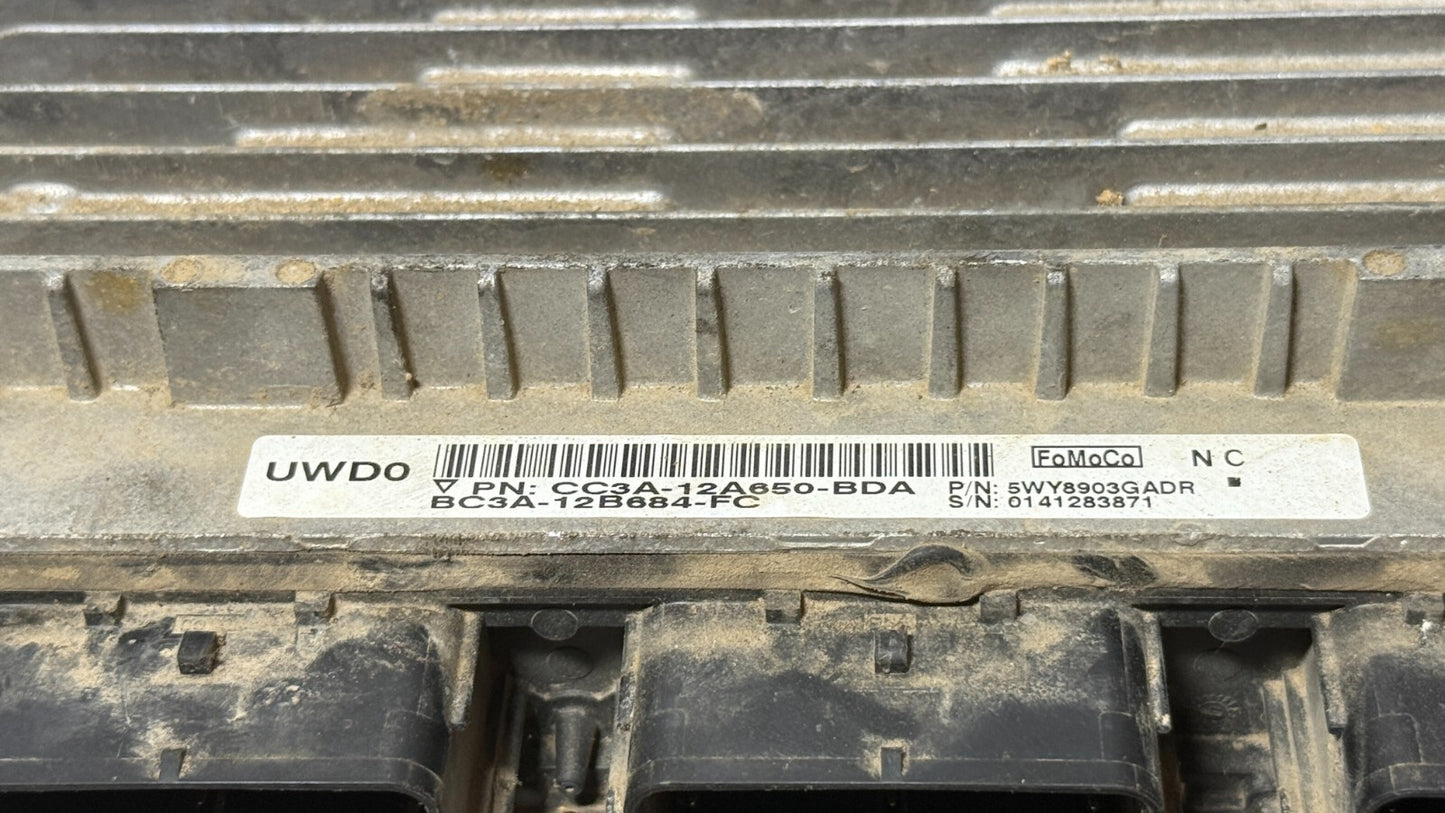 UWD0
FoMoCo
N C
▽ PN: CC3A-12A650-BDA
P/N: 5WY8903GADR
BC3A-12B684-FC
S/N: 0141283871